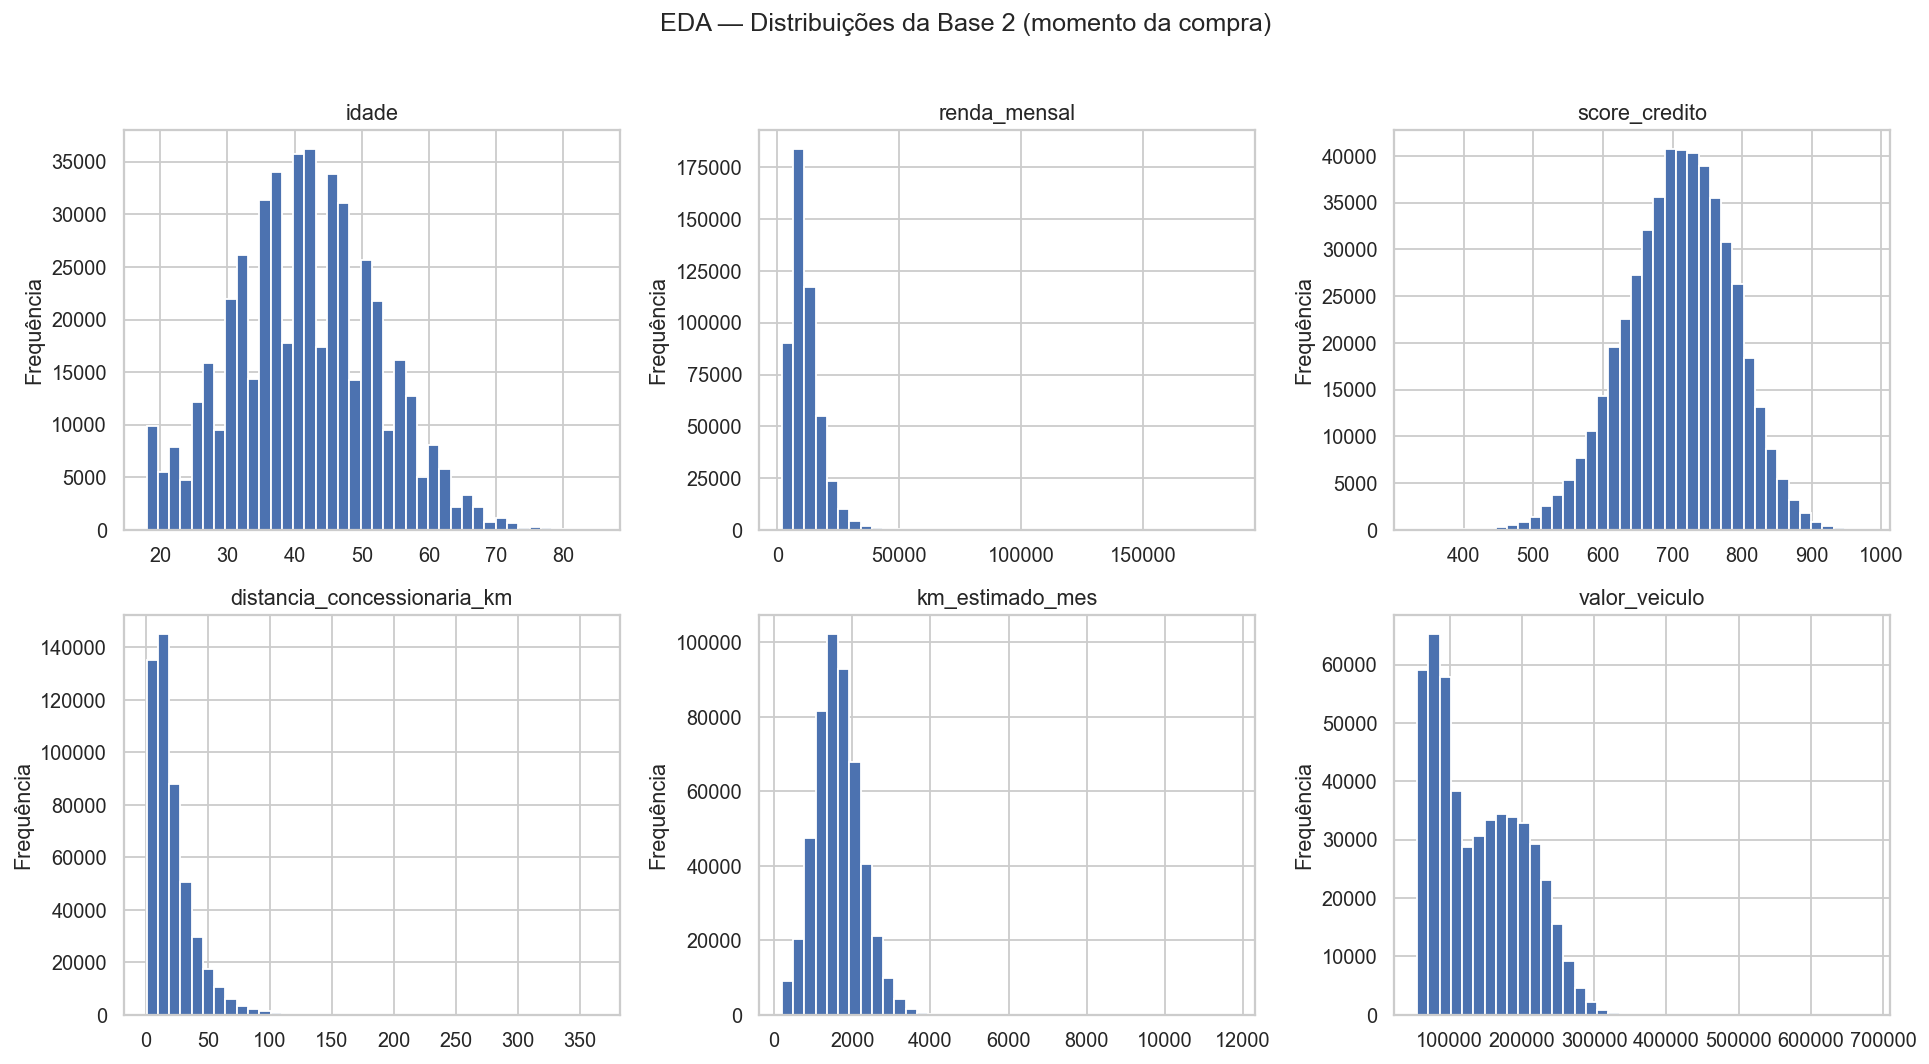 EDA — Distribuições da Base 2 (momento da compra)
idade
Frequência
35000
30000
25000
20000
15000
10000
5000
0
20 30 40 50 60 70 80
renda_mensal
Frequência
175000
150000
125000
100000
75000
50000
25000
0
0 50000 100000 150000
score_credito
Frequência
40000
35000
30000
25000
20000
15000
10000
5000
0
400 500 600 700 800 900 1000
distancia_concessionaria_km
Frequência
140000
120000
100000
80000
60000
40000
20000
0
0 50 100 150 200 250 300 350
km_estimado_mes
Frequência
100000
80000
60000
40000
20000
0
0 2000 4000 6000 8000 10000 12000
valor_veiculo
Frequência
60000
50000
40000
30000
20000
10000
0
100000 200000 300000 400000 500000 600000 700000